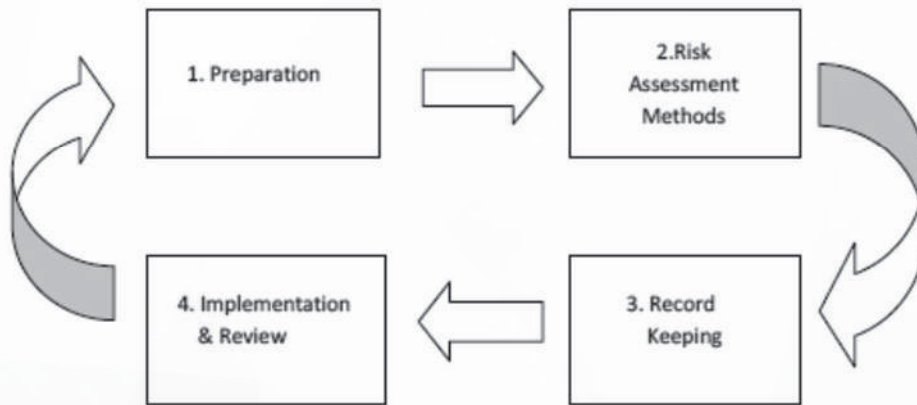 1. Preparation
2.Risk
Assessment
Methods
3. Record
Keeping
4. Implementation
& Review